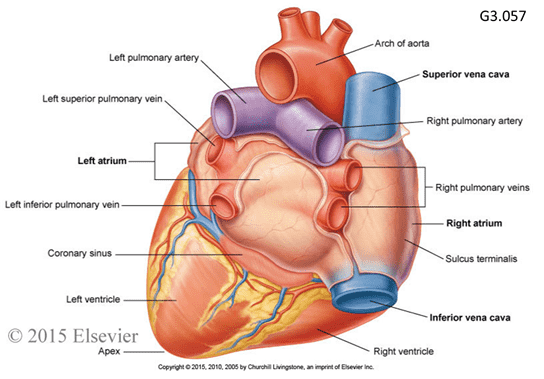 G3.057
Arch of aorta
Left pulmonary artery
Superior vena cava
Left superior pulmonary vein
Right pulmonary artery
Left atrium
Right pulmonary veins
Left inferior pulmonary vein
Right atrium
Coronary sinus
Sulcus terminalis
Left ventricle
Inferior vena cava
© 2015 Elsevier
Apex
Right ventricle
Copyright © 2015, 2010, 2005 by Churchill Livingstone, an imprint of Elsevier Inc.